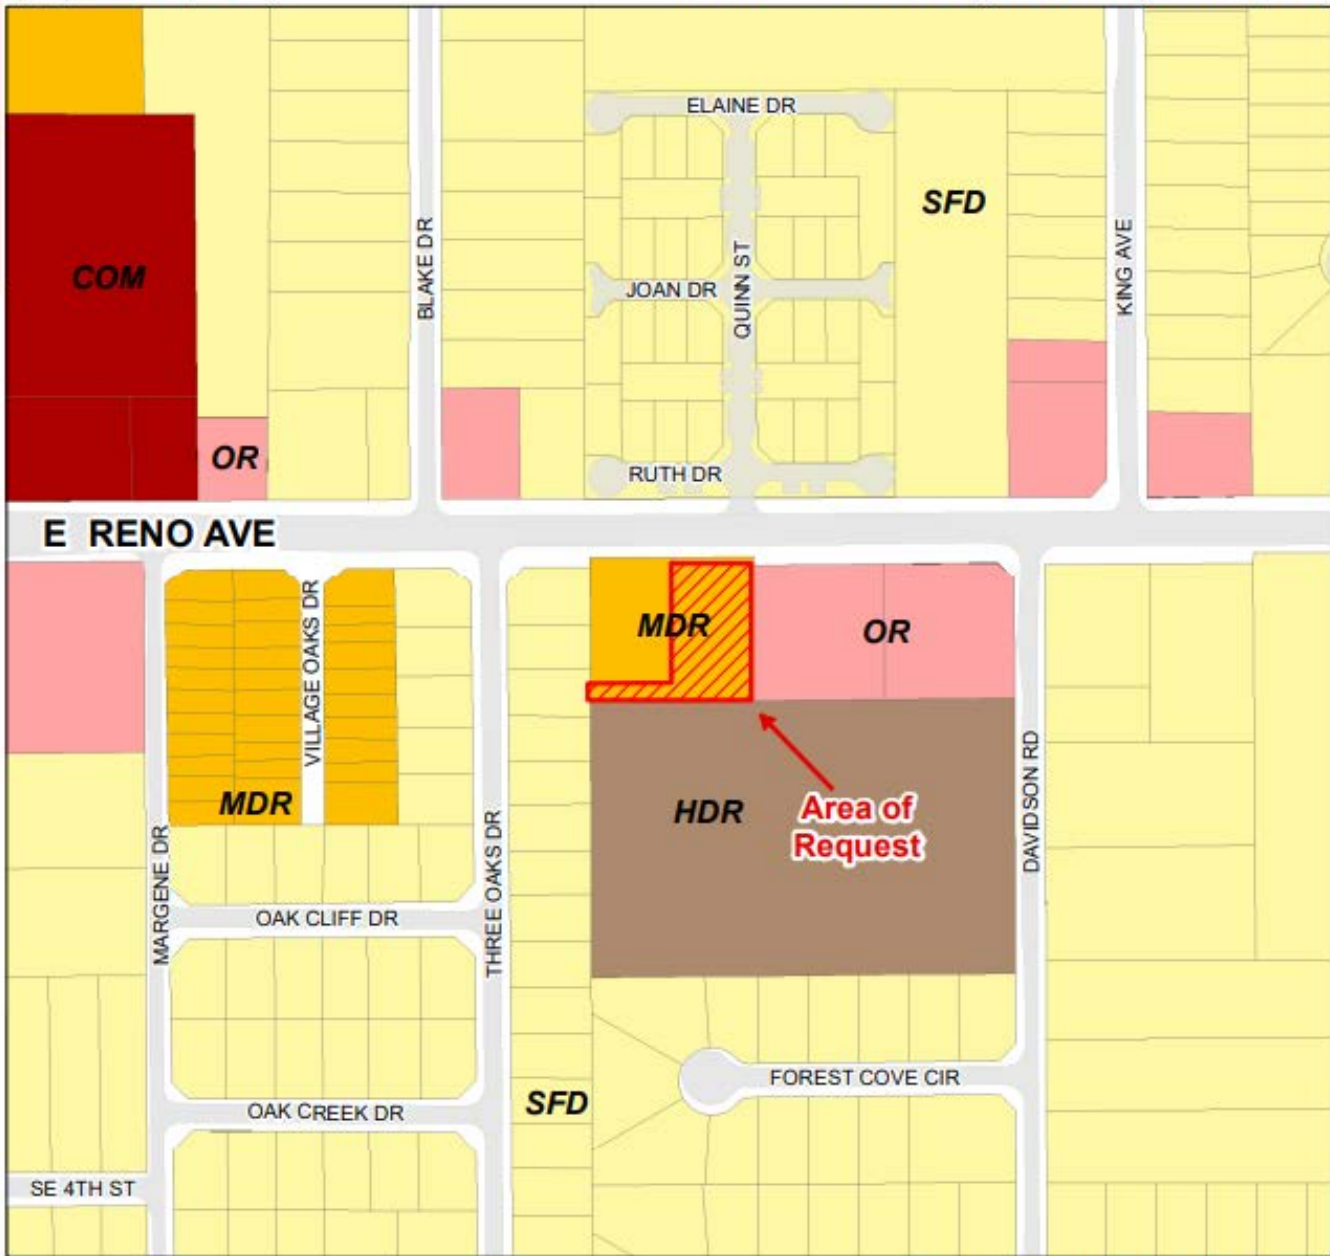 ELAINE DR
SFD
BLAKE DR
QUINN ST
KING AVE
COM
JOAN DR
OR
RUTH DR
E RENO AVE
VILLAGE OAKS DR
MDR
OR
MDR
HDR
Area of
Request
DAVIDSON RD
MARGENE DR
THREE OAKS DR
OAK CLIFF DR
FOREST COVE CIR
SFD
OAK CREEK DR
SE 4TH ST